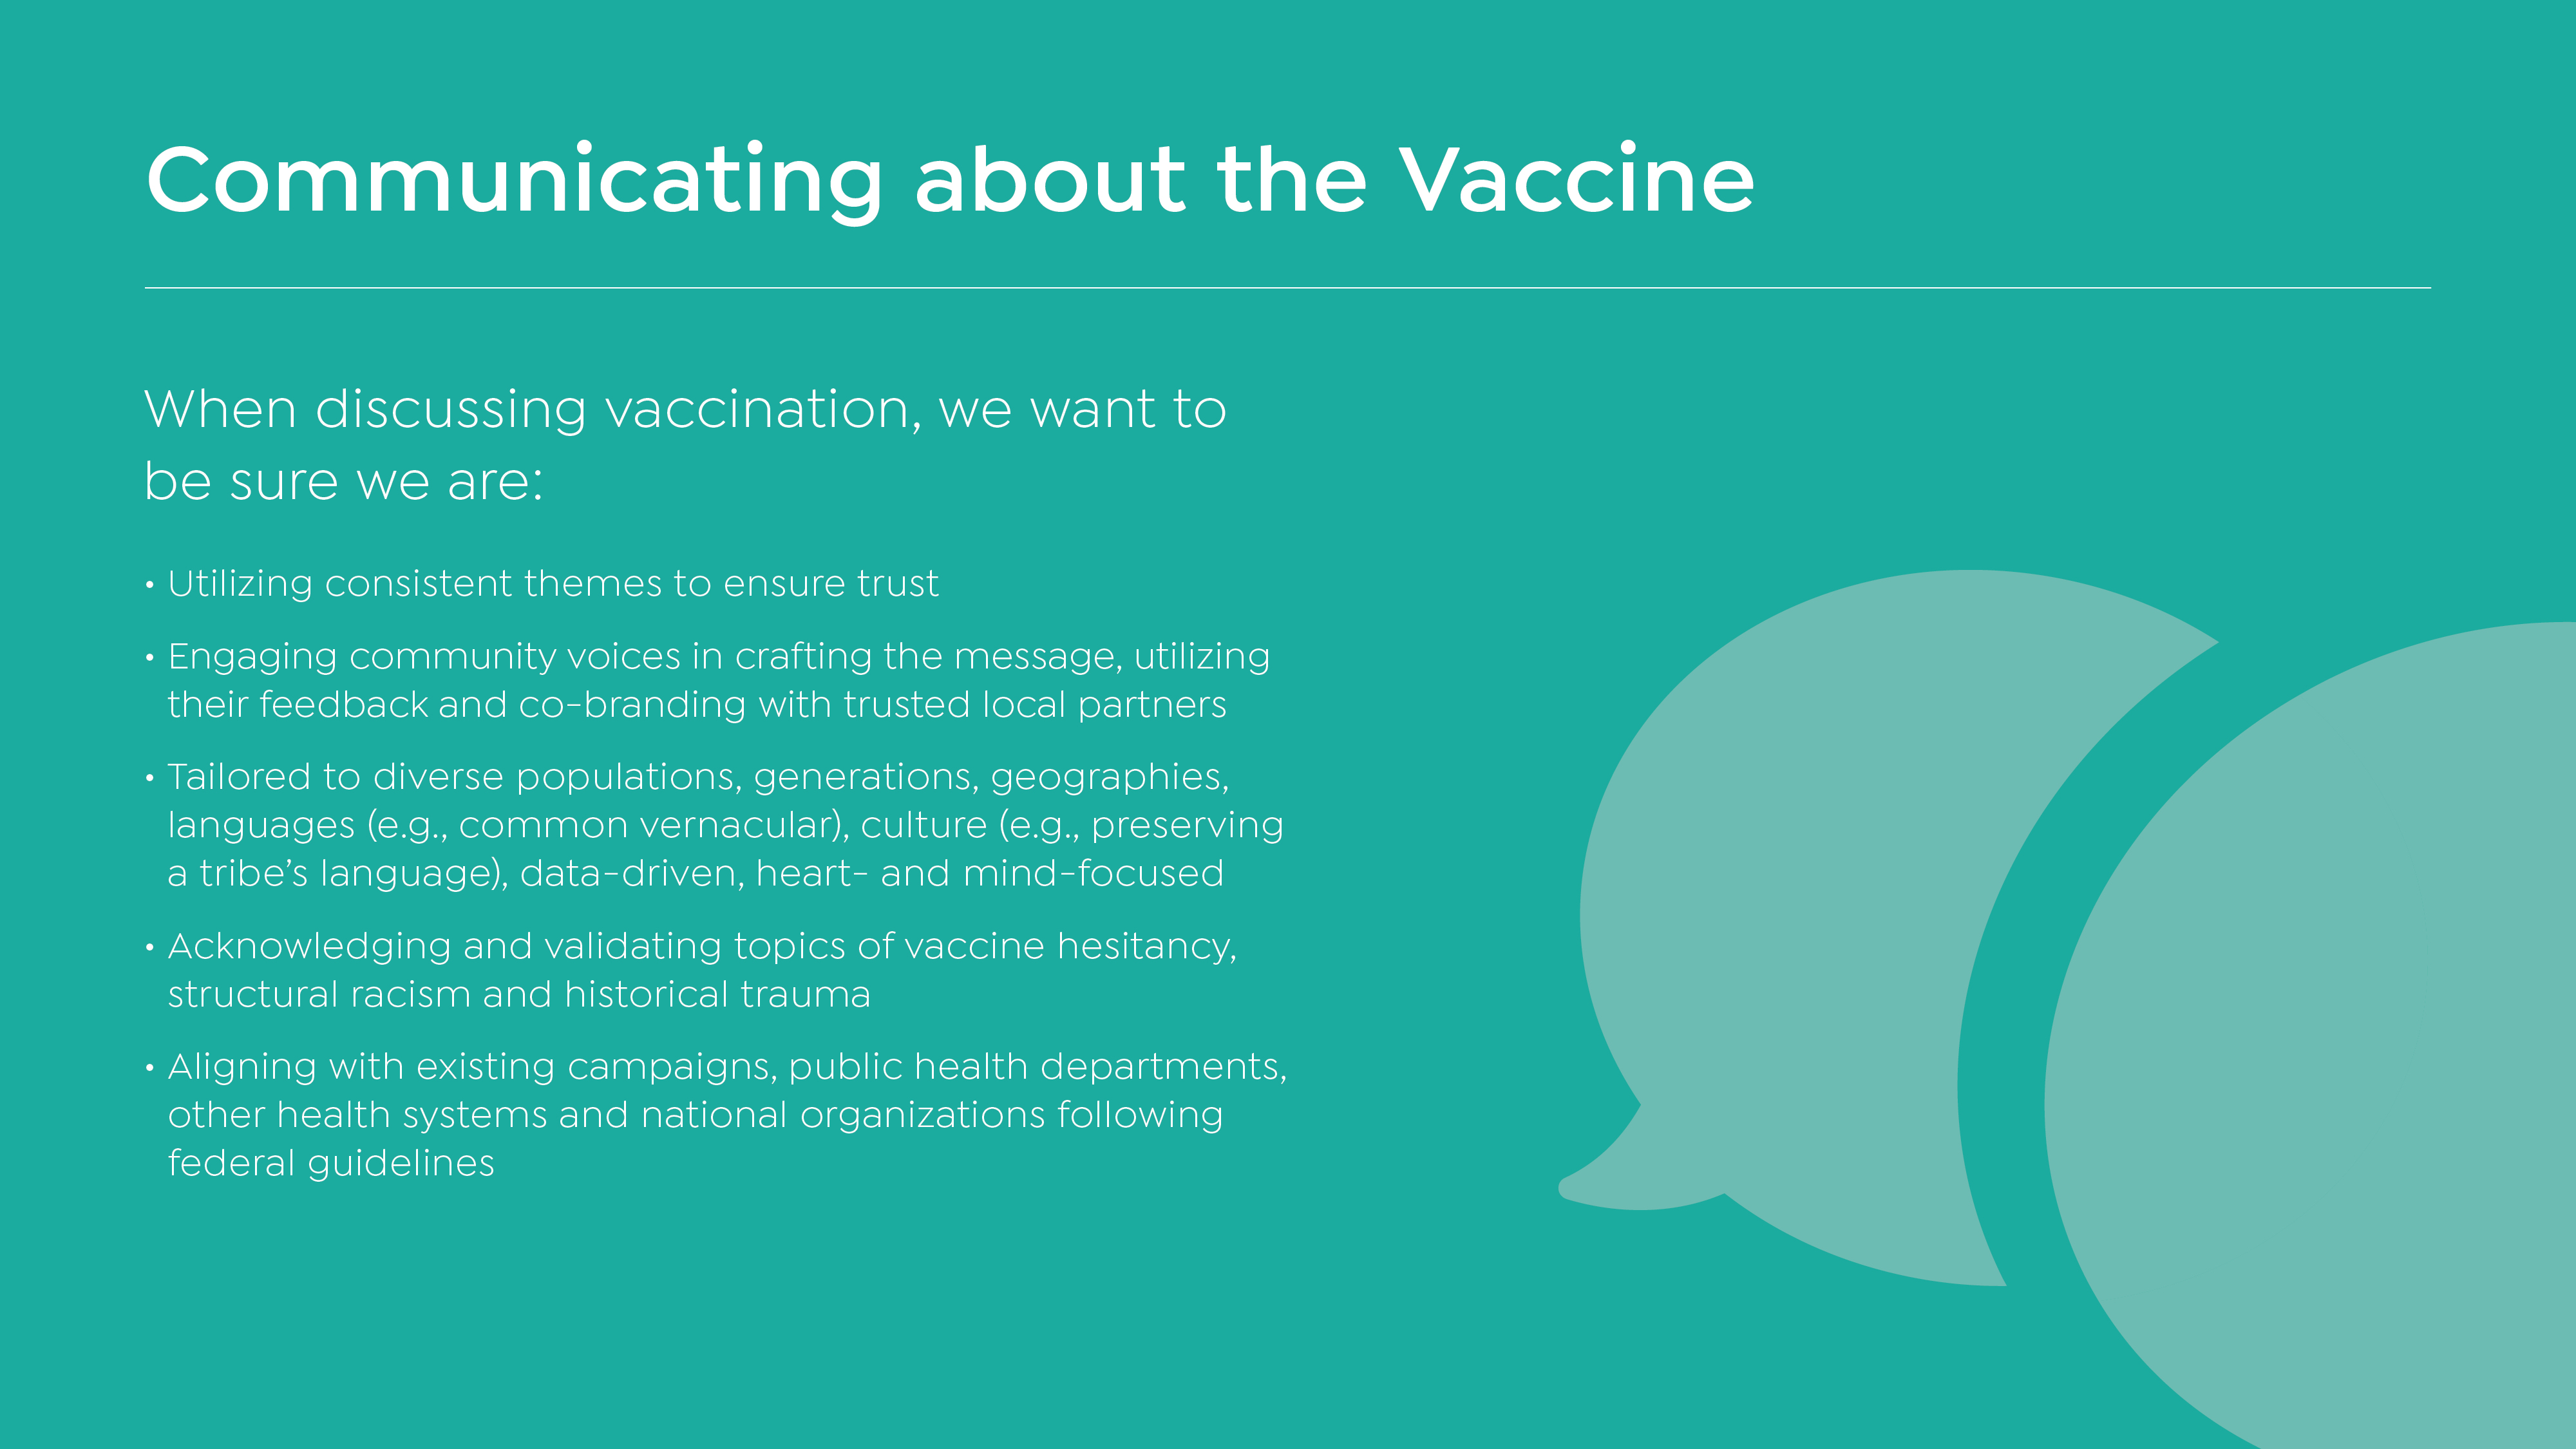 Communicating about the Vaccine
When discussing vaccination, we want to
be sure we are:
• Utilizing consistent themes to ensure trust
• Engaging community voices in crafting the message, utilizing
their feedback and co-branding with trusted local partners
• Tailored to diverse populations, generations, geographies,
languages (e.g., common vernacular), culture (e.g., preserving
a tribe’s language), data-driven, heart- and mind-focused
• Acknowledging and validating topics of vaccine hesitancy,
structural racism and historical trauma
• Aligning with existing campaigns, public health departments,
other health systems and national organizations following
federal guidelines